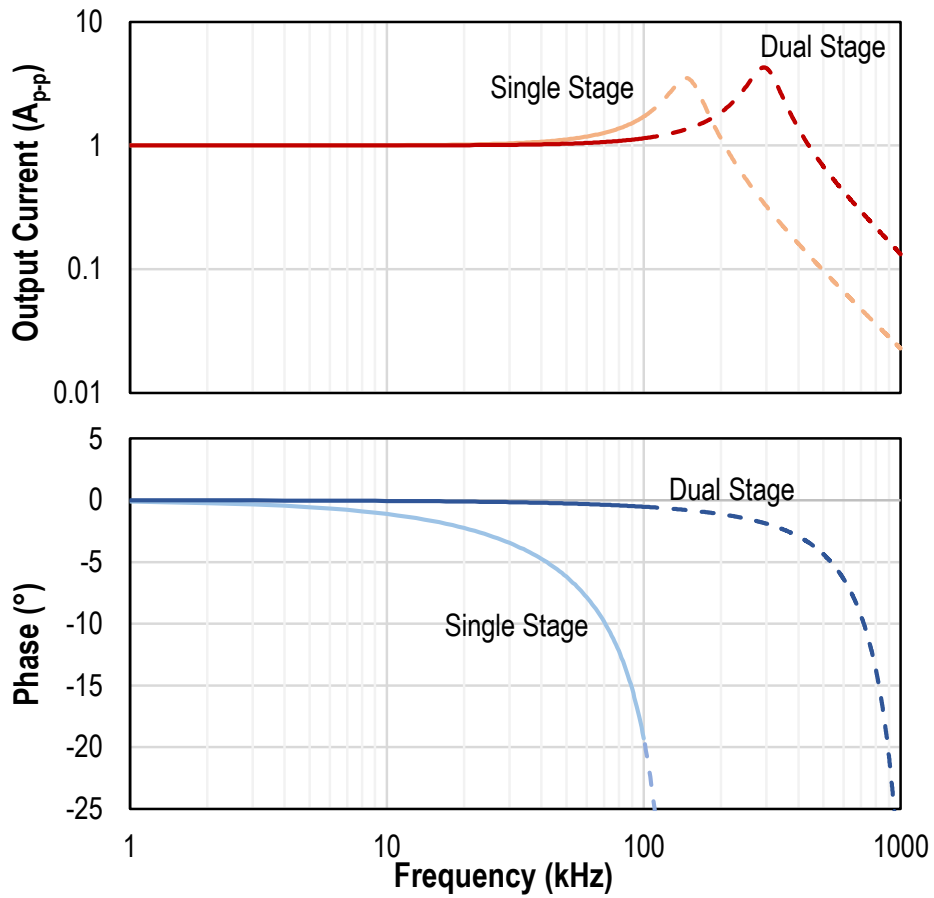 10
1
0.1
0.01
Output Current (Ap-p)
Single Stage
Dual Stage
5
0
-5
-10
-15
-20
-25
Phase (°)
Dual Stage
Single Stage
1
10
100
1000
Frequency (kHz)